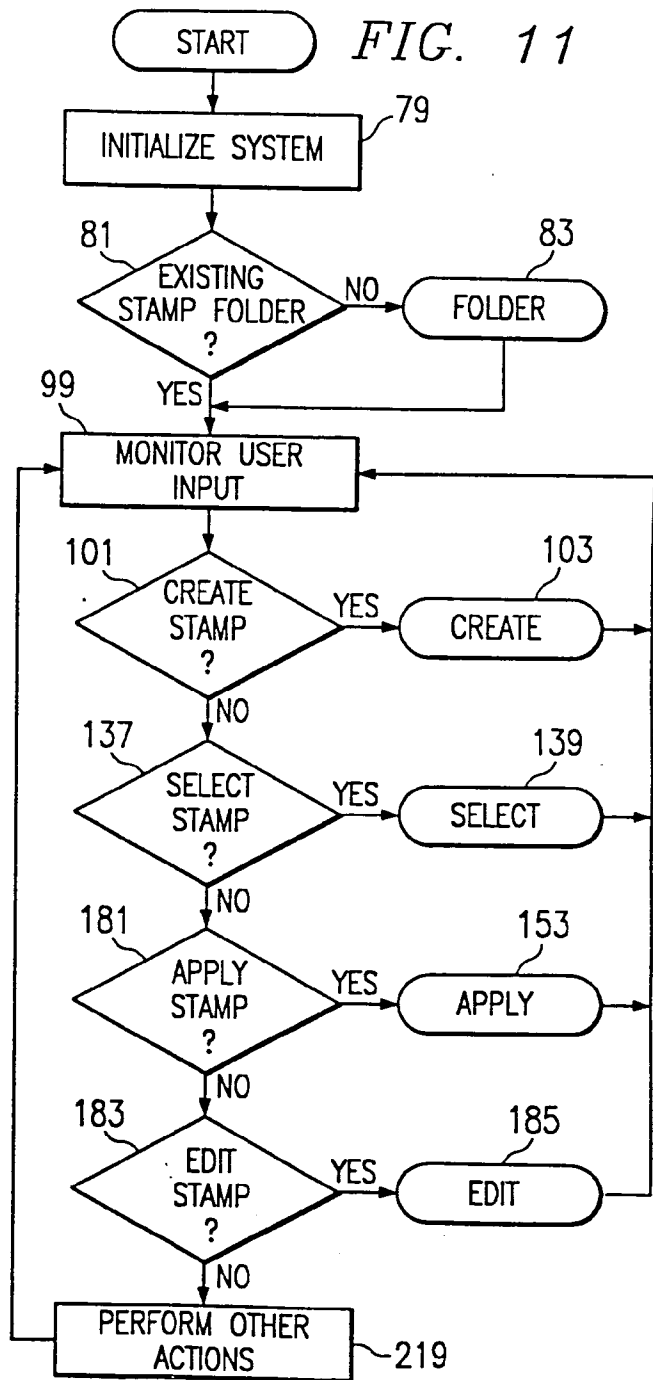 START
FIG. 11
79
INITIALIZE SYSTEM
81
EXISTING
STAMP FOLDER
?
NO
83
FOLDER
YES
99
MONITOR USER
INPUT
101
CREATE
STAMP
?
YES
103
CREATE
NO
137
SELECT
STAMP
?
YES
139
SELECT
NO
181
APPLY
STAMP
?
YES
153
APPLY
NO
183
EDIT
STAMP
?
YES
185
EDIT
NO
PERFORM OTHER
ACTIONS
219